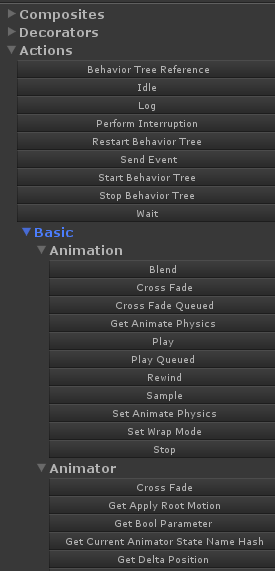 Composites
Decorators
Actions
Behavior Tree Reference
Idle
Log
Perform Interruption
Restart Behavior Tree
Send Event
Start Behavior Tree
Stop Behavior Tree
Wait
Basic
Animation
Blend
Cross Fade
Cross Fade Queued
Get Animate Physics
Play
Play Queued
Rewind
Sample
Set Animate Physics
Set Wrap Mode
Stop
Animator
Cross Fade
Get Apply Root Motion
Get Bool Parameter
Get Current Animator State Name Hash
Get Delta Position